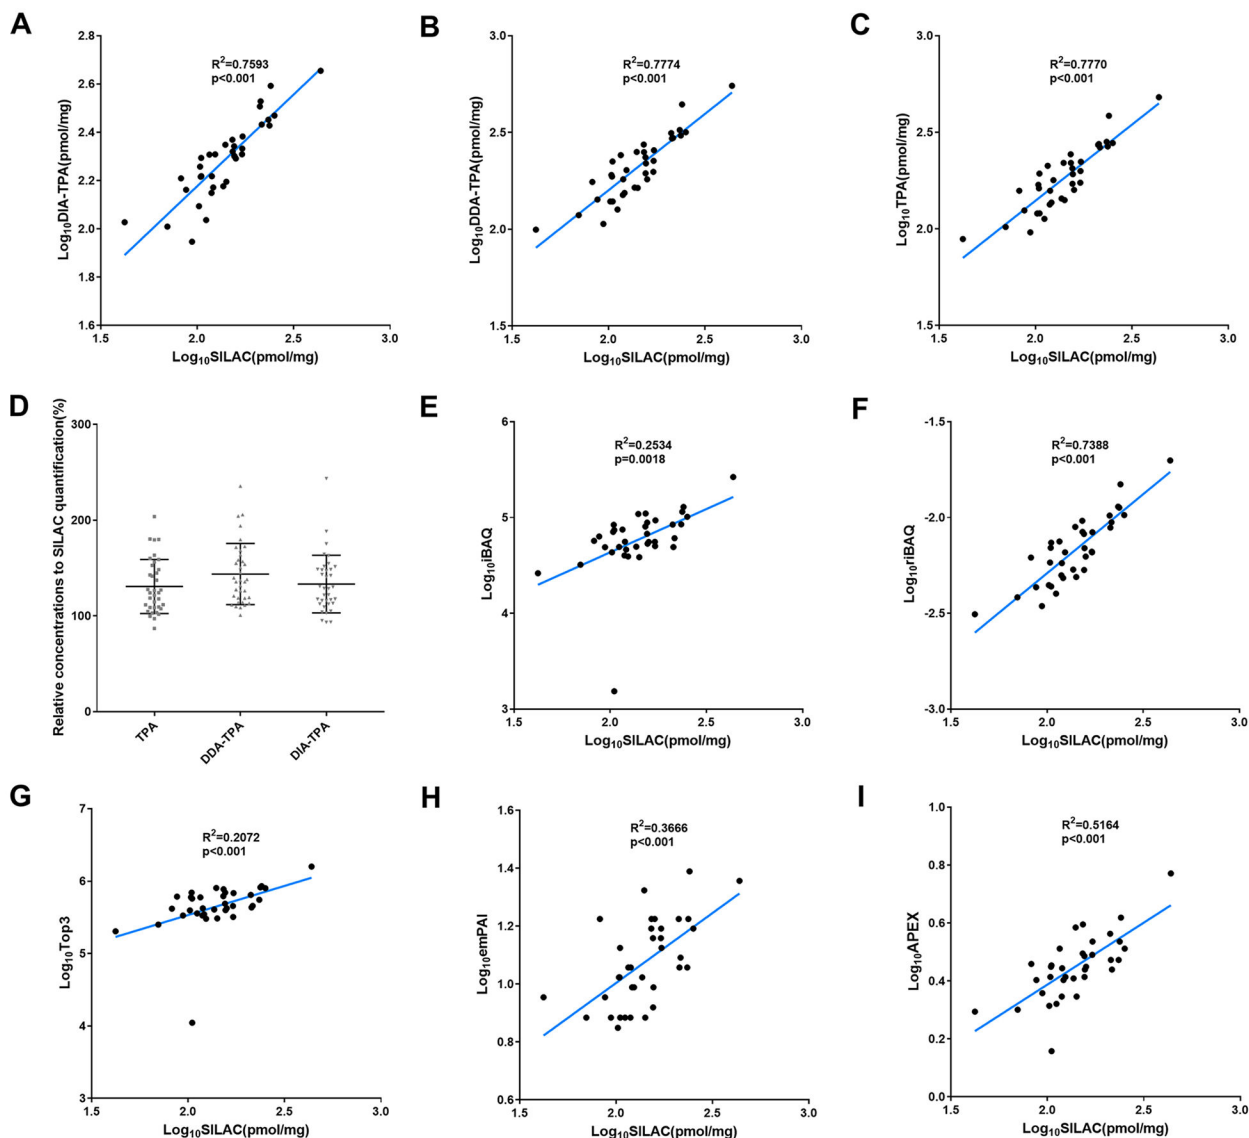 A
R²=0.7593
p<0.001
Log₁₀DIA-TPA(pmol/mg)
2.8
2.6
2.4
2.2
2.0
1.8
1.6
1.5
2.0
2.5
3.0
Log₁₀SILAC(pmol/mg)
B
R²=0.7774
p<0.001
Log₁₀DDA-TPA(pmol/mg)
3.0
2.5
2.0
1.5
1.5
2.0
2.5
3.0
Log₁₀SILAC(pmol/mg)
C
R²=0.7770
p<0.001
Log₁₀TPA(pmol/mg)
3.0
2.5
2.0
1.5
1.5
2.0
2.5
3.0
Log₁₀SILAC(pmol/mg)
D
Relative concentrations to SILAC quantification(%)
300
200
100
0
TPA
DDA-TPA
DIA-TPA
E
R²=0.2534
p=0.0018
Log₁₀iBAQ
6
5
4
3
1.5
2.0
2.5
3.0
Log₁₀SILAC(pmol/mg)
F
R²=0.7388
p<0.001
Log₁₀riBAQ
-1.5
-2.0
-2.5
-3.0
1.5
2.0
2.5
3.0
Log₁₀SILAC(pmol/mg)
G
R²=0.2072
p<0.001
Log₁₀Top3
7
6
5
4
3
1.5
2.0
2.5
3.0
Log₁₀SILAC(pmol/mg)
H
R²=0.3666
p<0.001
Log₁₀emPAI
1.6
1.4
1.2
1.0
0.8
0.6
1.5
2.0
2.5
3.0
Log₁₀SILAC(pmol/mg)
I
R²=0.5164
p<0.001
Log₁₀APEX
1.0
0.8
0.6
0.4
0.2
0.0
1.5
2.0
2.5
3.0
Log₁₀SILAC(pmol/mg)